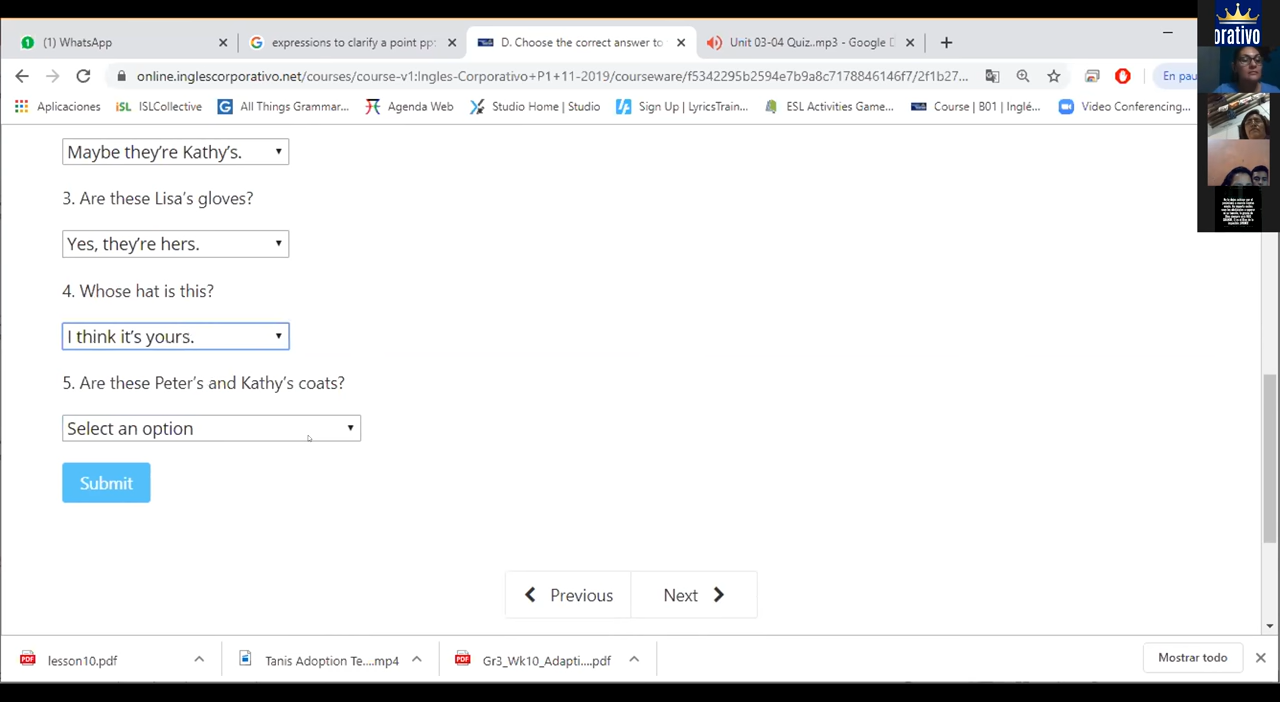 (1) WhatsApp
expressions to clarify a point ppt
D. Choose the correct answer to
Unit 03-04 Quiz..mp3 - Google D
orativo
online.inglescorporativo.net/courses/course-v1:Ingles-Corporativo+P1+11-2019/courseware/f5342295b2594e7b9a8c7178846146f7/2f1b27...
En pau
Aplicaciones
iSLCollective
All Things Grammar...
Agenda Web
Studio Home | Studio
Sign Up | LyricsTrain...
ESL Activities Game...
Course | B01 | Inglé...
Video Conferencing...
Maybe they're Kathy's.
3. Are these Lisa's gloves?
Yes, they're hers.
4. Whose hat is this?
I think it's yours.
5. Are these Peter's and Kathy's coats?
Select an option
Submit
Previous
Next
lesson10.pdf
Tanis Adoption Te....mp4
Gr3_Wk10_Adapti....pdf
Mostrar todo